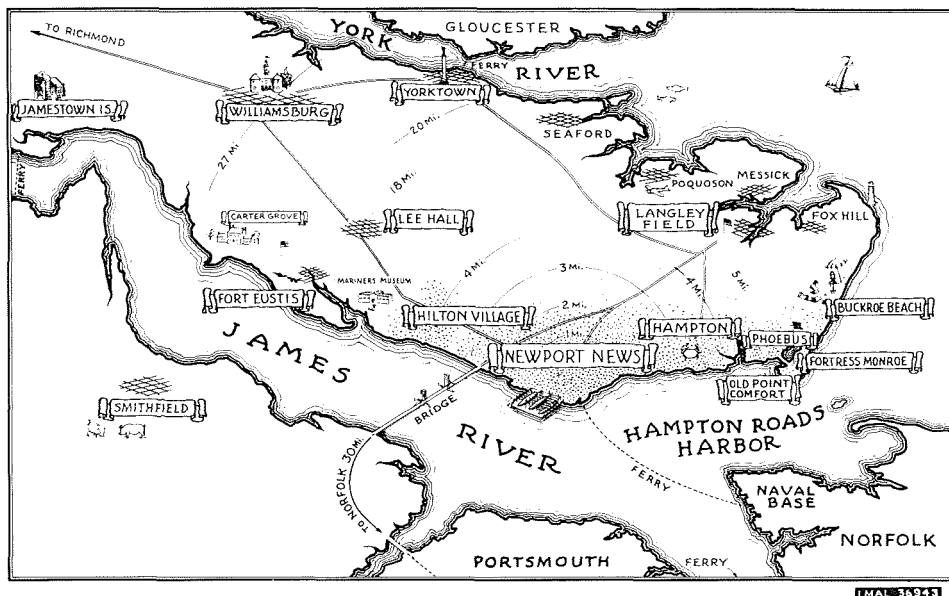 TO RICHMOND
YORK
RIVER
GLOUCESTER
FERRY
JAMESTOWN IS.
WILLIAMSBURG
YORKTOWN
SEAFORD
20 MI.
27 MI.
18 MI.
FERRY
POQUOSON
MESSICK
CARTER GROVE
LEE HALL
LANGLEY
FIELD
FOX HILL
4 MI.
3 MI.
4 MI.
5 MI.
MARINERS MUSEUM
FORT EUSTIS
HILTON VILLAGE
2 MI.
1 MI.
HAMPTON
BUCKROE BEACH
PHOEBUS
JAMES
RIVER
NEWPORT NEWS
FORTRESS MONROE
OLD POINT
COMFORT
SMITHFIELD
BRIDGE
HAMPTON ROADS
HARBOR
TO NORFOLK 30 MI.
FERRY
NAVAL
BASE
NORFOLK
PORTSMOUTH
FERRY
LMAL 36945